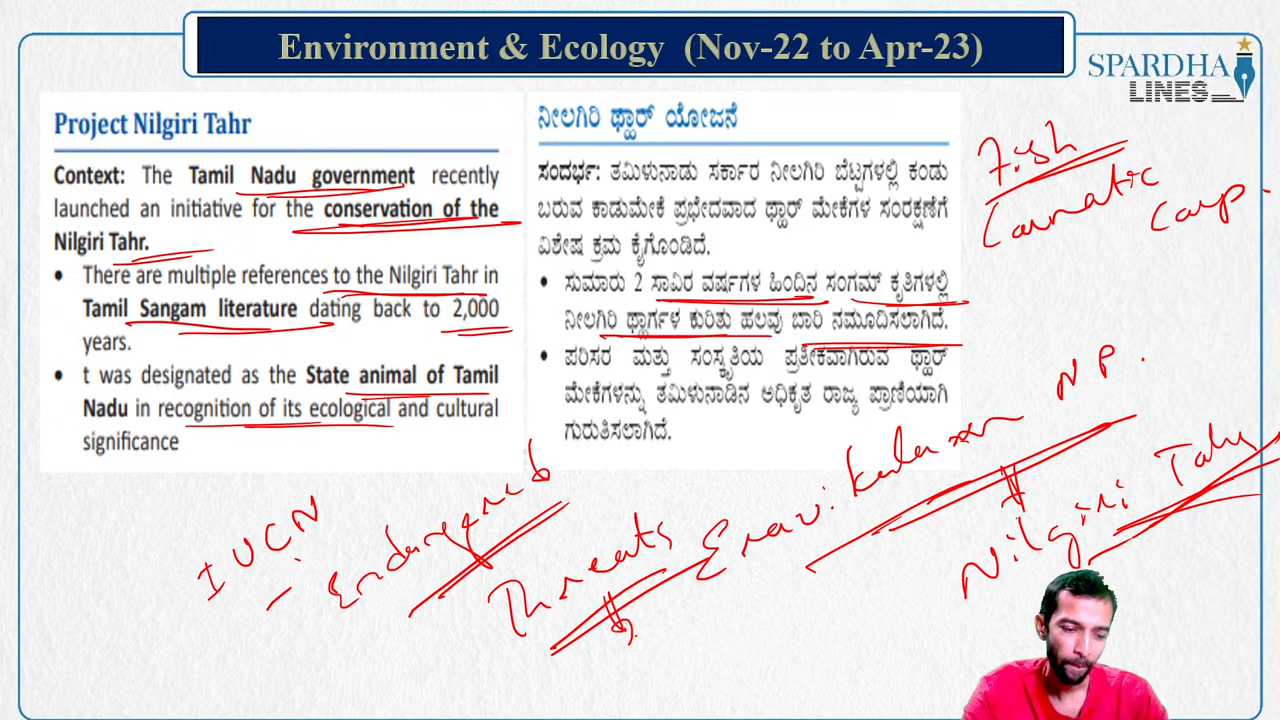 Environment & Ecology (Nov-22 to Apr-23)
SPARDHA
LINES
Project Nilgiri Tahr
Context: The Tamil Nadu government recently
launched an initiative for the conservation of the
Nilgiri Tahr.
• There are multiple references to the Nilgiri Tahr in
Tamil Sangam literature dating back to 2,000
years.
• t was designated as the State animal of Tamil
Nadu in recognition of its ecological and cultural
significance
ನೀಲಗಿರಿ ಥ್ಹಾರ್ ಯೋಜನೆ
ಸಂದರ್ಭ: ತಮಿಳುನಾಡು ಸರ್ಕಾರ ನೀಲಗಿರಿ ಬೆಟ್ಟಗಳಲ್ಲಿ ಕಂಡು
ಬರುವ ಕಾಡುಮೇಕೆ ಪ್ರಭೇದವಾದ ಥ್ಹಾರ್ ಮೇಕೆಗಳ ಸಂರಕ್ಷಣೆಗೆ
ವಿಶೇಷ ಕ್ರಮ ಕೈಗೊಂಡಿದೆ.
• ಸುಮಾರು 2 ಸಾವಿರ ವರ್ಷಗಳ ಹಿಂದಿನ ಸಂಗಮ್ ಕೃತಿಗಳಲ್ಲಿ
ನೀಲಗಿರಿ ಥ್ಹಾರ್ಗಳ ಕುರಿತು ಹಲವು ಬಾರಿ ನಮೂದಿಸಲಾಗಿದೆ.
• ಪರಿಸರ ಮತ್ತು ಸಂಸ್ಕೃತಿಯ ಪ್ರತೀಕವಾಗಿರುವ ಥ್ಹಾರ್
ಮೇಕೆಗಳನ್ನು ತಮಿಳುನಾಡಿನ ಅಧಿಕೃತ ರಾಜ್ಯ ಪ್ರಾಣಿಯಾಗಿ
ಗುರುತಿಸಲಾಗಿದೆ.
Fish
Carnatic
Carp.
IUCN
- Endangered
Threats
NP.
Nilgiri Tahr